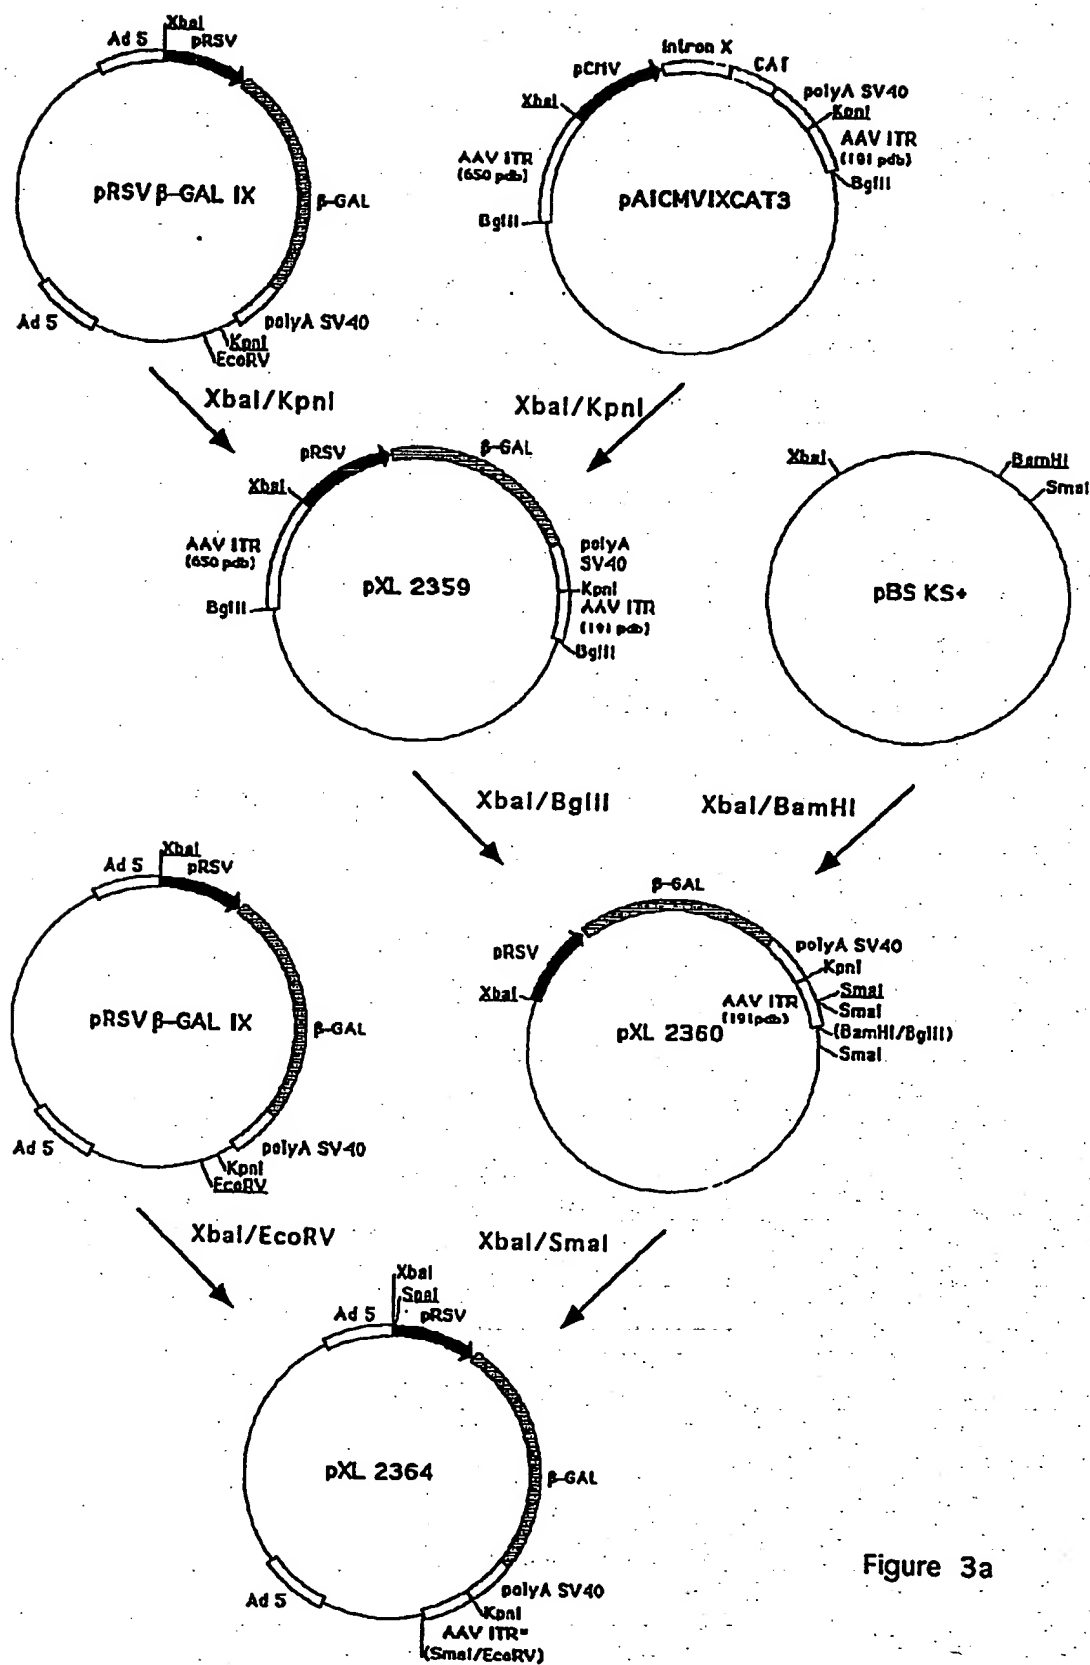 XbaI
Ad 5
pRSV
pRSV β-GAL IX
β-GAL
polyA SV40
KpnI
EcoRV
Ad 5
intron X
CAT
pCMV
polyA SV40
KpnI
XbaI
AAV ITR
(650 pdb)
AAV ITR
(191 pdb)
BglII
BglII
pAICMVIXCAT3
XbaI/KpnI
XbaI/KpnI
pRSV
β-GAL
XbaI
AAV ITR
(650 pdb)
BglII
pXL 2359
polyA
SV40
KpnI
AAV ITR
(191 pdb)
BglII
XbaI
BamHI
SmaI
pBS KS+
XbaI/BglII
XbaI/BamHI
XbaI
Ad 5
pRSV
pRSV β-GAL IX
β-GAL
Ad 5
polyA SV40
KpnI
EcoRV
β-GAL
pRSV
XbaI
polyA SV40
KpnI
AAV ITR
(191pdb)
SmaI
SmaI
(BamHI/BglII)
SmaI
pXL 2360
XbaI/EcoRV
XbaI/SmaI
XbaI
SpaI
Ad 5
pRSV
pXL 2364
β-GAL
Ad 5
polyA SV40
KpnI
AAV ITR*
(SmaI/EcoRV)
Figure 3a